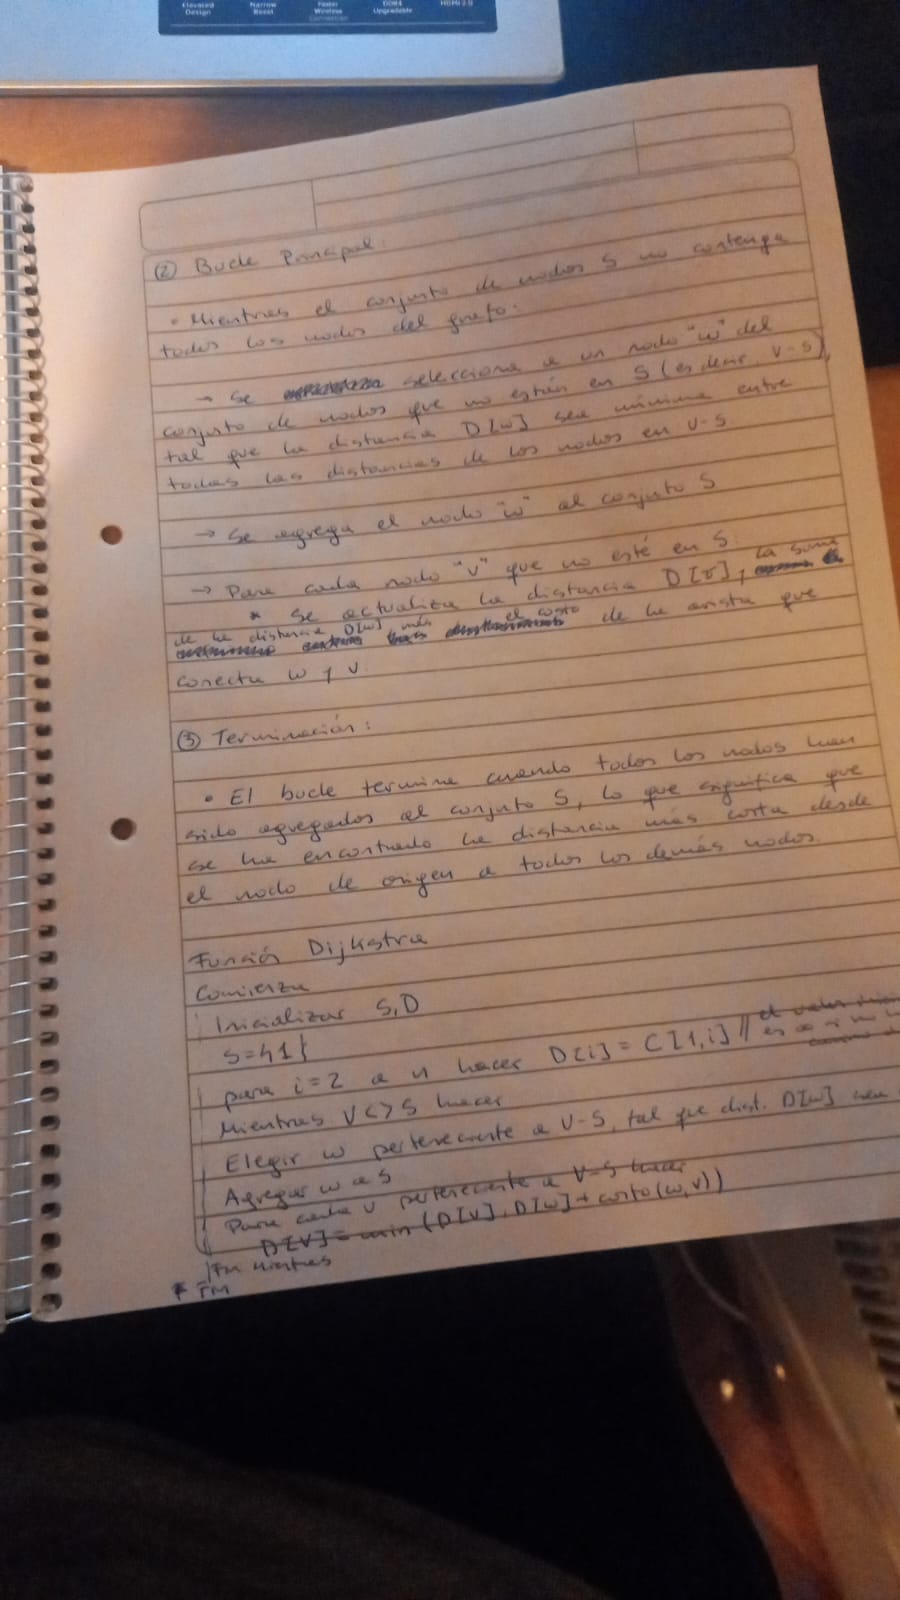 Elevated Design
Narrow Bezel
Faster Wireless Connection
DDR4 Upgradable
HDMI 2.0
② Bucle Principal:
• Mientras el conjunto de nodos S no contenga
todos los nodos del grafo:
→ Se selecciona a un nodo "w" del
conjunto de nodos que no están en S (es decir, V-S),
tal que la distancia D[w] sea mínima entre
todas las distancias de los nodos en V-S.
→ Se agrega el nodo "w" al conjunto S
→ Para cada nodo "v" que no esté en S:
* Se actualiza la distancia D[v], la suma
de la distancia D[w] más el costo de la arista que
conecta w y v.
③ Terminación:
• El bucle termina cuando todos los nodos han
sido agregados al conjunto S, lo que significa que
se ha encontrado la distancia más corta desde
el nodo de origen a todos los demás nodos.
Función Dijkstra
Comienza
Inicializar S,D
S={1}
para i=2 a n hacer D[i] = C[1,i] // el valor
es
Mientras V<>S hacer
Elegir w perteneciente a V-S, tal que dist. D[w] sea
Agregar w a S
Para cada v perteneciente a V-S hacer
D[v] = min (D[v], D[w] + costo(w,v))
Fin Mientras
* Fin